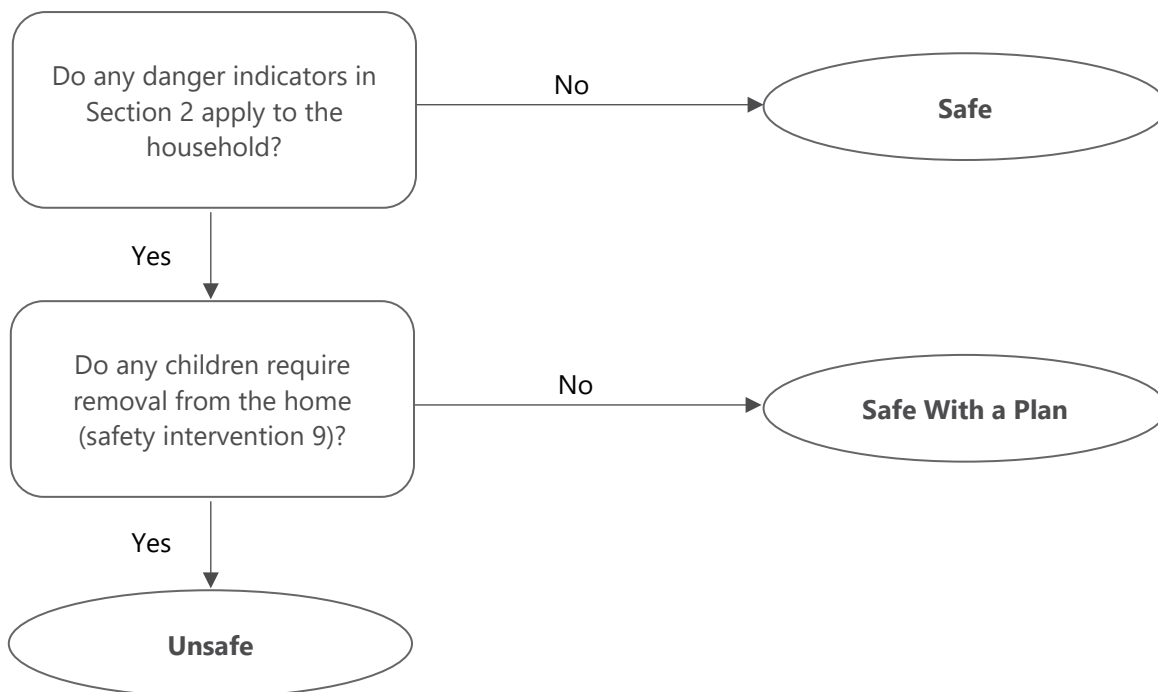 Do any danger indicators in
Section 2 apply to the
household?
No
Safe
Yes
Do any children require
removal from the home
(safety intervention 9)?
No
Safe With a Plan
Yes
Unsafe